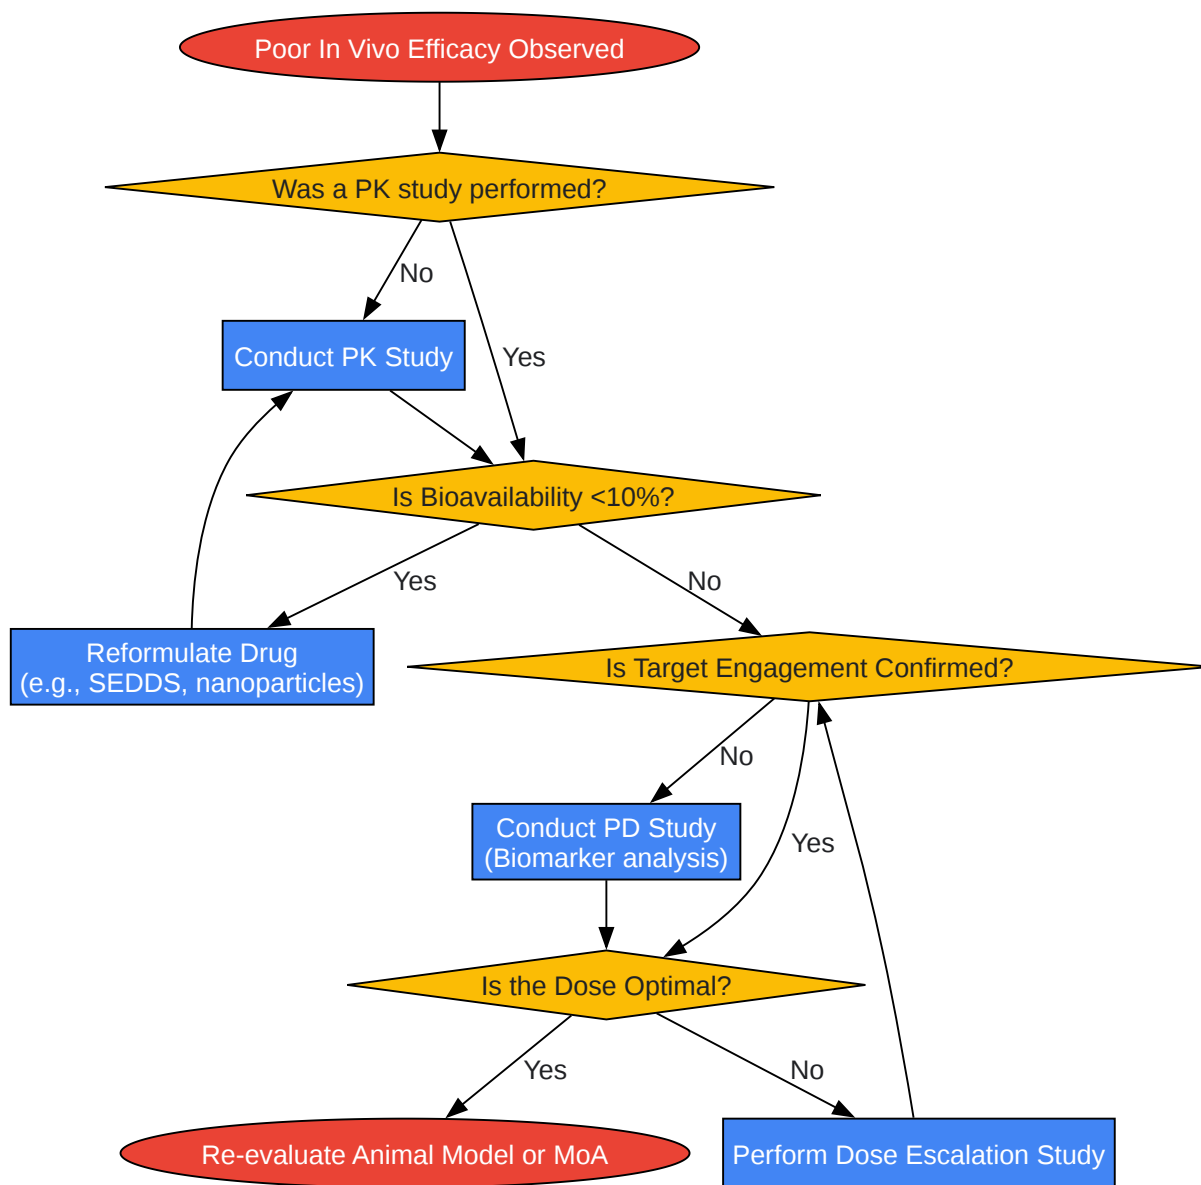 Poor In Vivo Efficacy Observed
Was a PK study performed?
No
Conduct PK Study
Yes
Is Bioavailability <10%?
Yes
No
Reformulate Drug
(e.g., SEDDS, nanoparticles)
Is Target Engagement Confirmed?
No
Conduct PD Study
(Biomarker analysis)
Yes
Is the Dose Optimal?
Yes
No
Re-evaluate Animal Model or MoA
Perform Dose Escalation Study